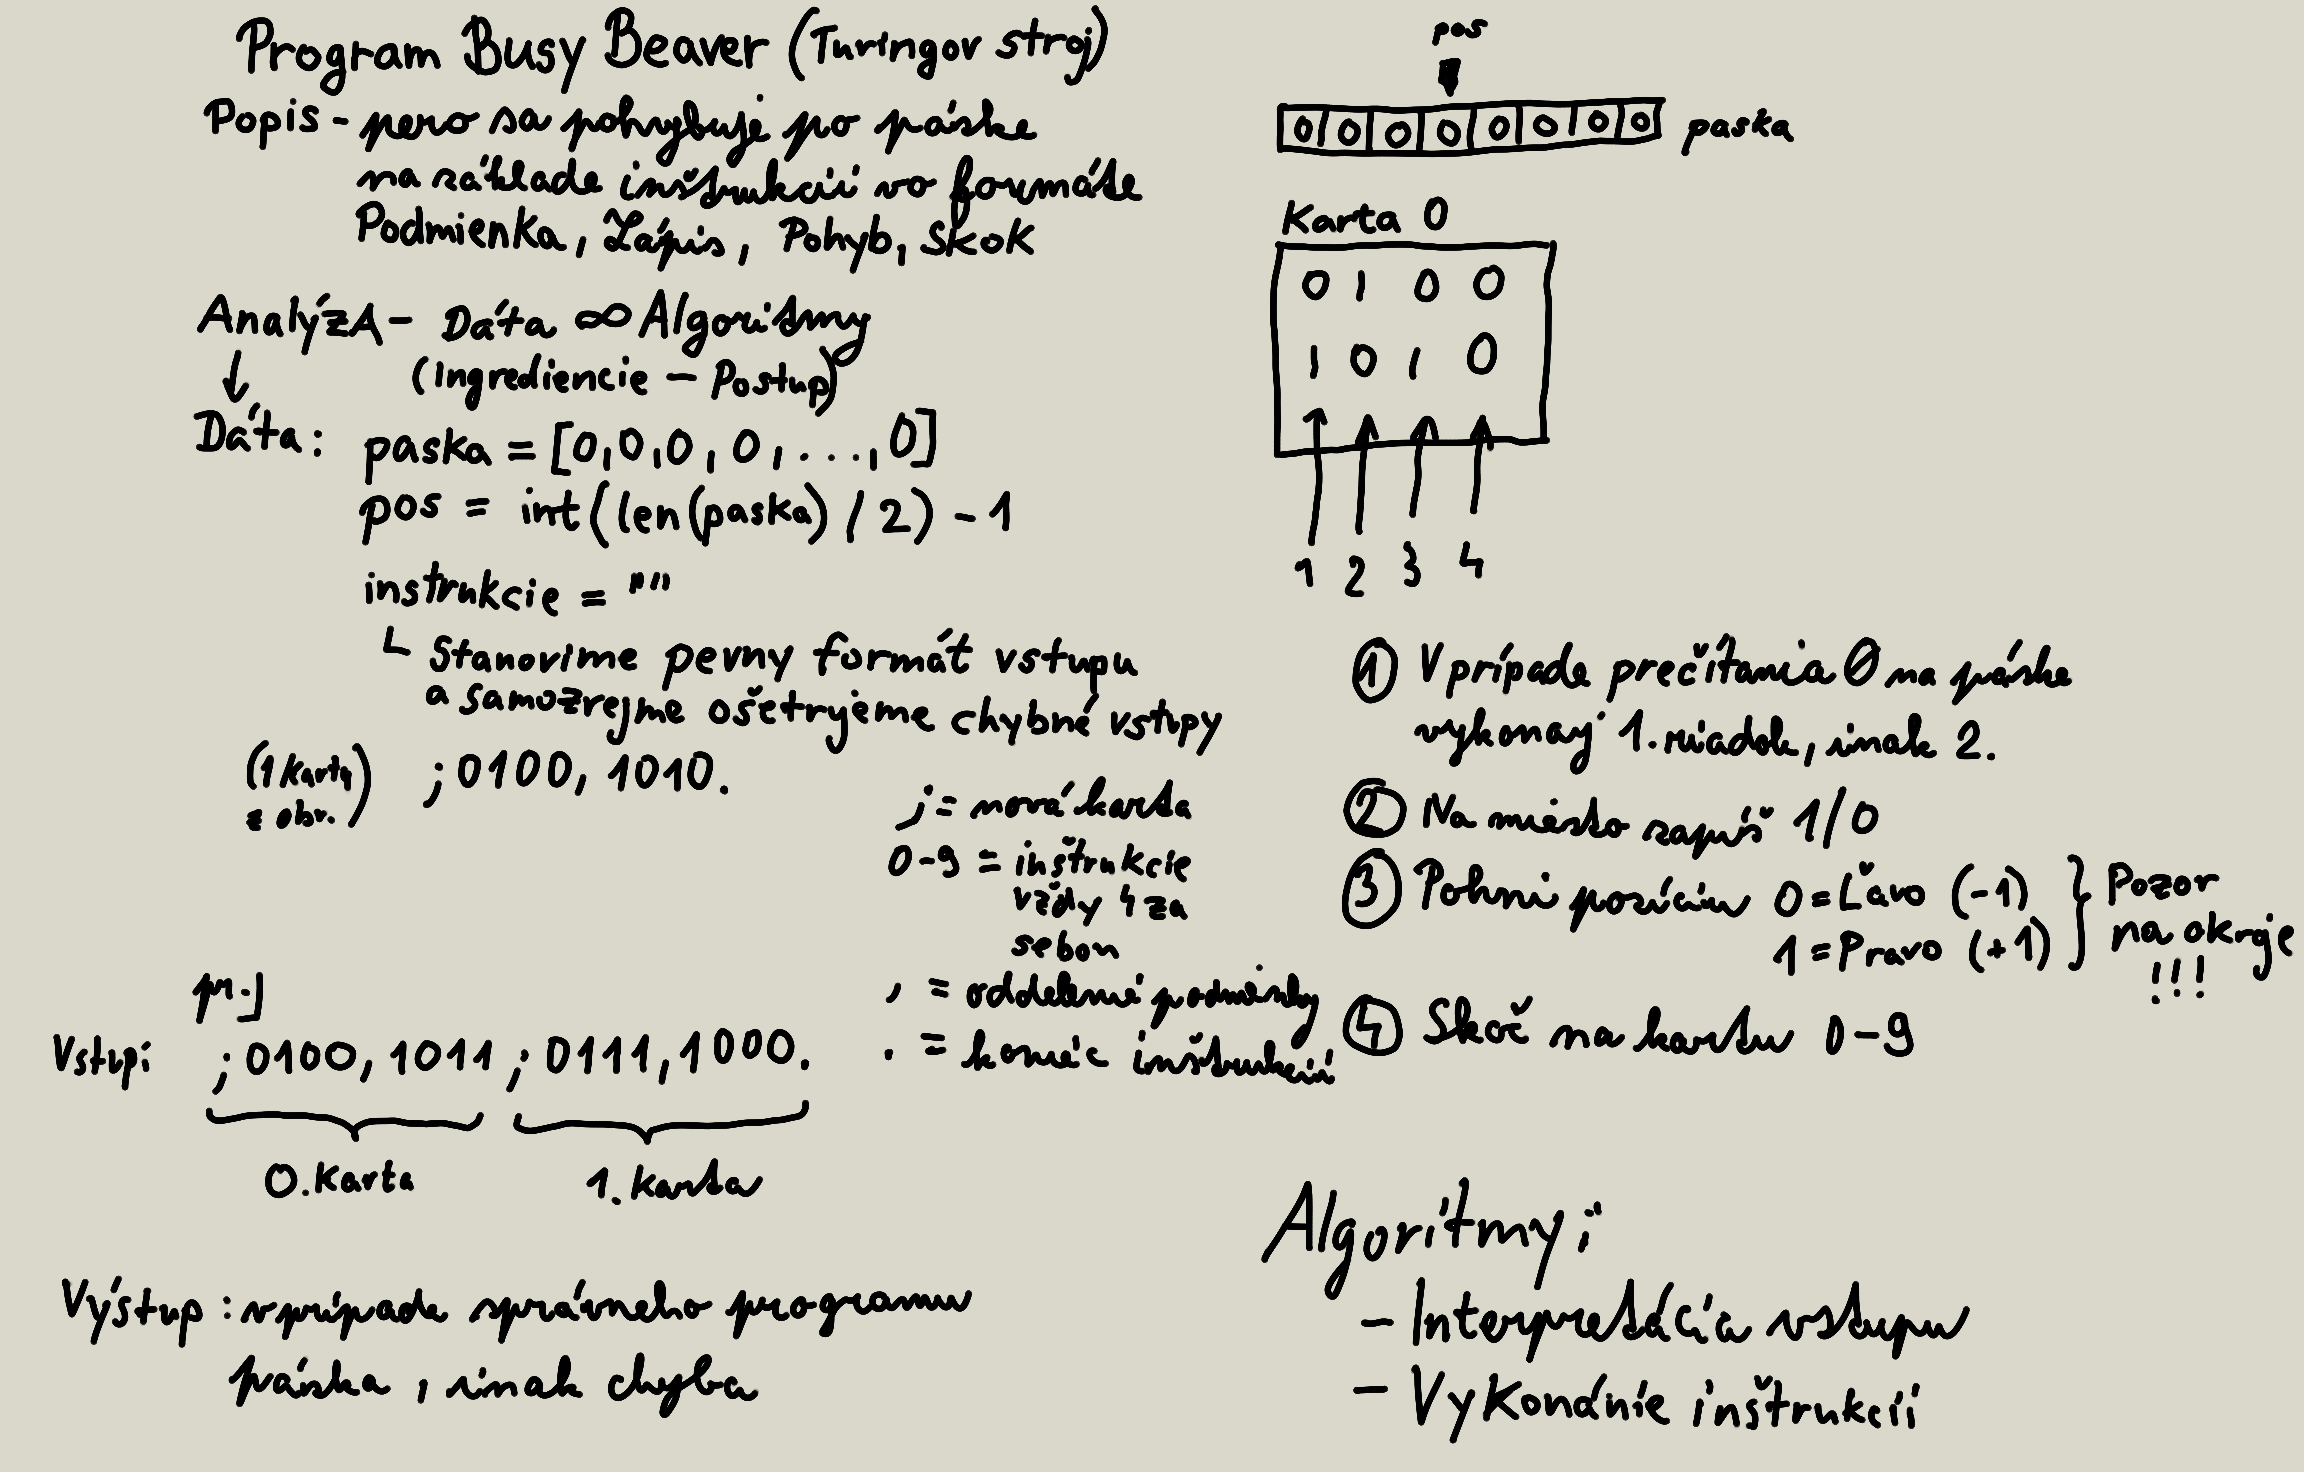 Program Busy Beaver (Turingov stroj)
Popis - pero sa pohybuje po páske
na základe inštrukcií vo formáte
Podmienka, Zápis, Pohyb, Skok
AnalýzA - Dáta ∞ Algoritmy
(Ingrediencie - Postup)
↓
Dáta: paska = [0,0,0,0,...,0]
pos = int(len(paska) / 2) - 1
instrukcie = ""
Stanovime pevny formát vstupu
a samozrejme ošetryjeme chybné vstupy
(1 karta
z obr.)
;0100, 1010.
; = nová karta
0-9 = inštrukcie
vždy 4 za
sebou
, = oddelenie podmienky
. = koniec inštrukcií
pr.]
Vstup: ;0100, 1011; 0111, 1000.
0. Karta
1. karta
Výstup: v prípade správneho programu
páska, inak chyba
pos
0 0 0 0 0 0 0 0 paska
Karta 0
0 1 0 0
1 0 1 0
1 2 3 4
① V prípade prečítania 0 na páske
vykonaj 1. riadok, inak 2.
② Na miesto zapíš 1/0
③ Pohni pozíciu 0 = Ľavo (-1)
1 = Pravo (+1)
Pozor
na okraje
!!!
④ Skoč na kartu 0-9
Algoritmy:
- Interpretácia vstupu
- Vykonánie inštrukcií